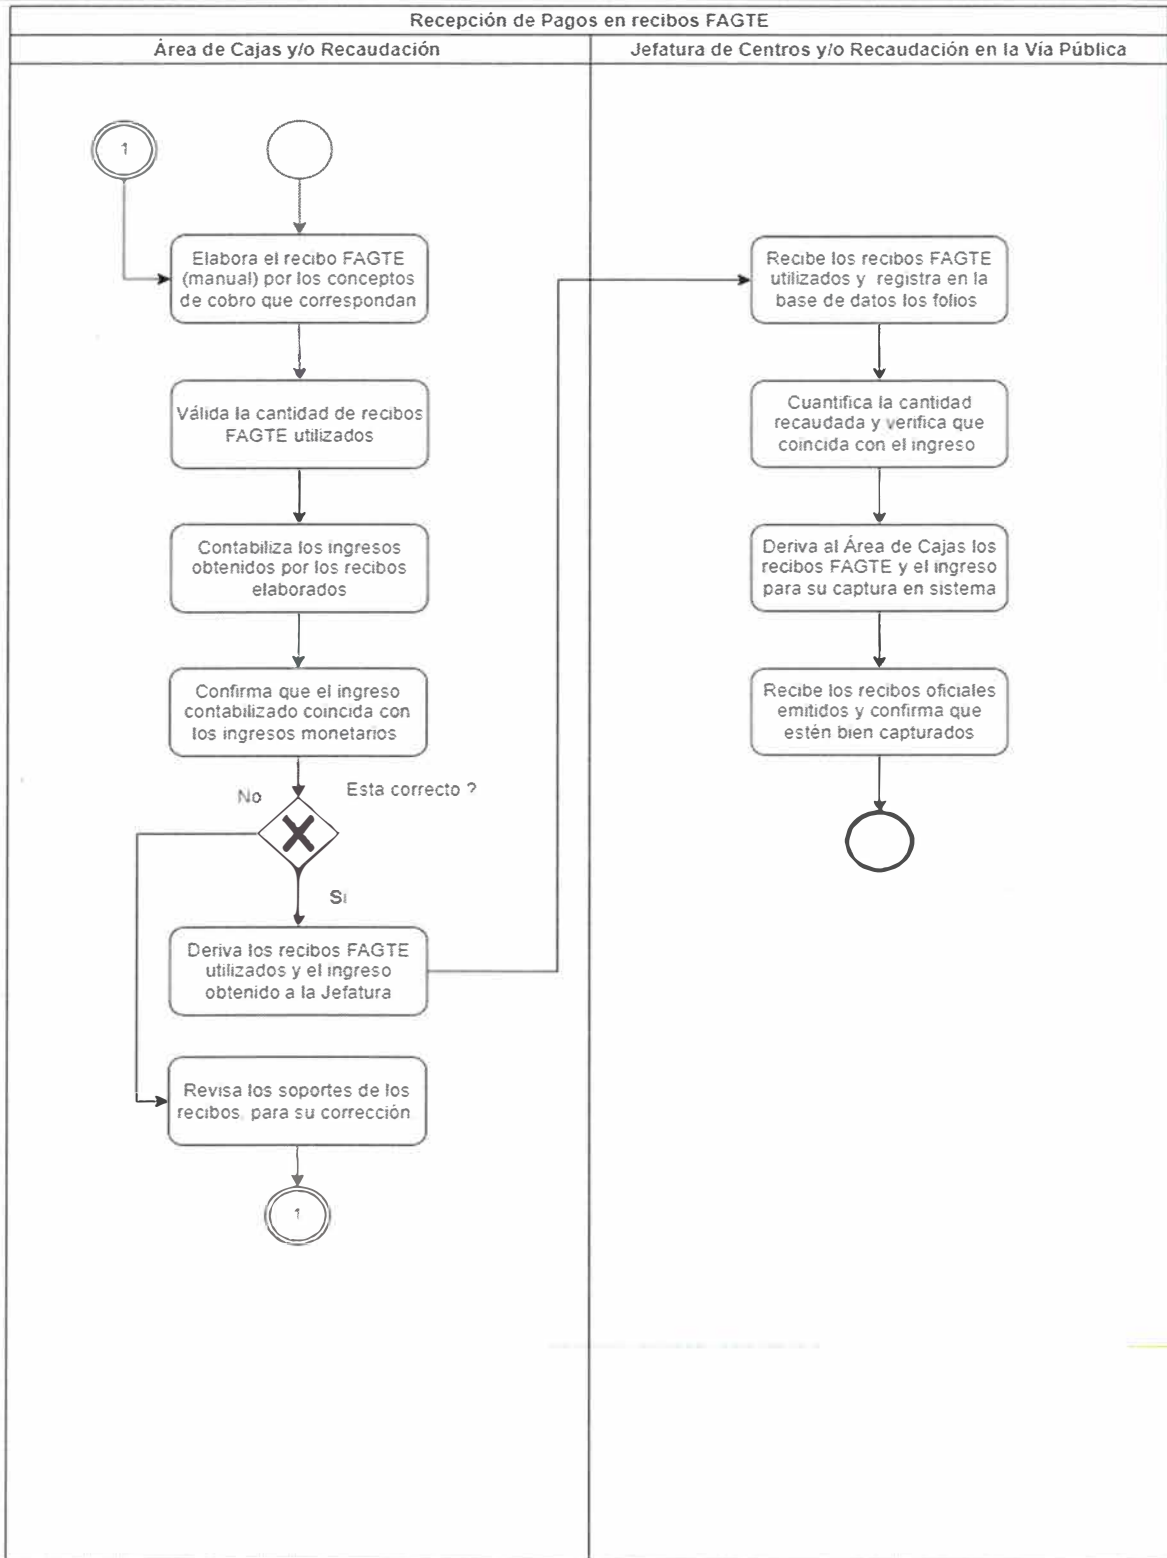 Recepción de Pagos en recibos FAGTE
Área de Cajas y/o Recaudación
Jefatura de Centros y/o Recaudación en la Vía Pública
1
Elabora el recibo FAGTE
(manual) por los conceptos
de cobro que correspondan
Válida la cantidad de recibos
FAGTE utilizados
Contabiliza los ingresos
obtenidos por los recibos
elaborados
Confirma que el ingreso
contabilizado coincida con
los ingresos monetarios
No
Esta correcto ?
Si
Deriva los recibos FAGTE
utilizados y el ingreso
obtenido a la Jefatura
Revisa los soportes de los
recibos, para su corrección
1
Recibe los recibos FAGTE
utilizados y registra en la
base de datos los folios
Cuantifica la cantidad
recaudada y verifica que
coincida con el ingreso
Deriva al Área de Cajas los
recibos FAGTE y el ingreso
para su captura en sistema
Recibe los recibos oficiales
emitidos y confirma que
estén bien capturados